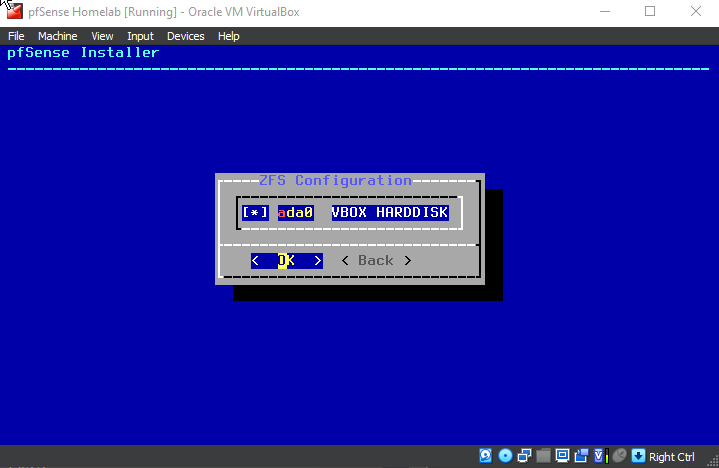 pfSense Homelab [Running] - Oracle VM VirtualBox
File Machine View Input Devices Help
pfSense Installer
ZFS Configuration
[*] ada0 VBOX HARDDISK
< OK > < Back >
Right Ctrl